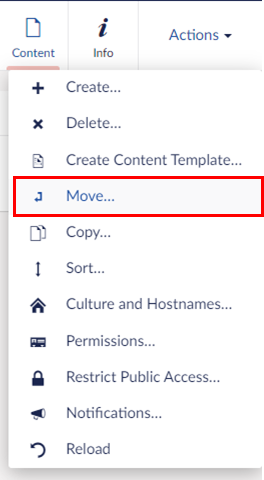 Content
Info
Actions
Create...
Delete...
Create Content Template...
Move...
Copy...
Sort...
Culture and Hostnames...
Permissions...
Restrict Public Access...
Notifications...
Reload